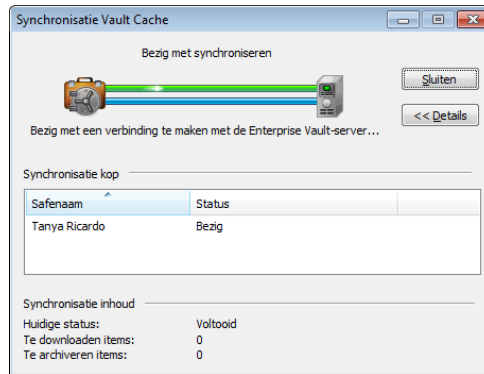 Synchronisatie Vault Cache
Bezig met synchroniseren
Sluiten
<< Details
Bezig met een verbinding te maken met de Enterprise Vault-server...
Synchronisatie kop
Safenaam Status
Tanya Ricardo Bezig
Synchronisatie inhoud
Huidige status: Voltooid
Te downloaden items: 0
Te archiveren items: 0